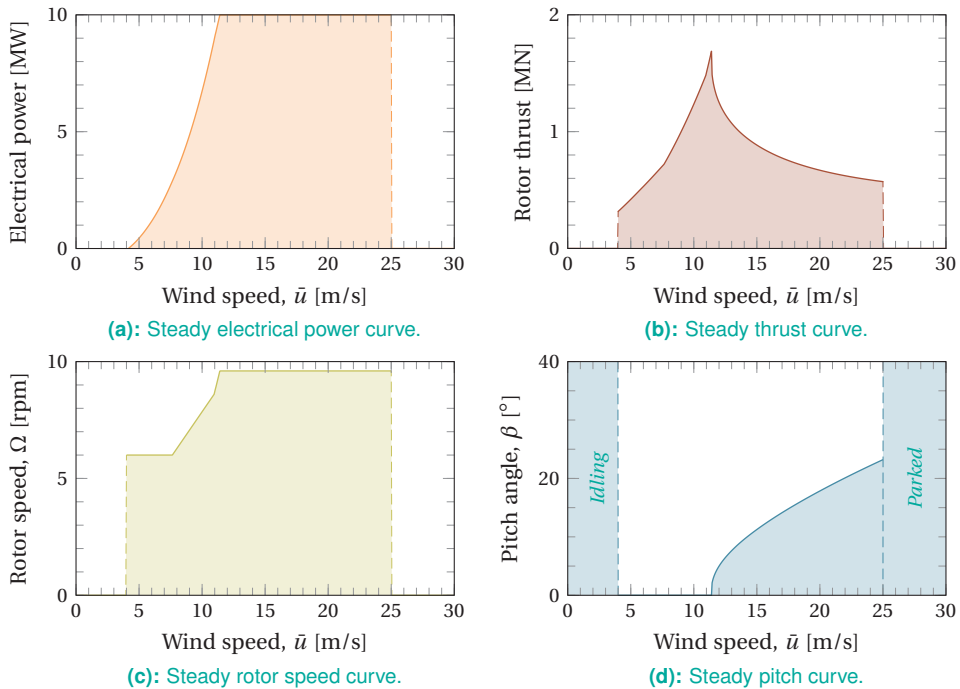 Electrical power [MW]
10
5
0
0 5 10 15 20 25 30
Wind speed, ū [m/s]
(a): Steady electrical power curve.
Rotor thrust [MN]
2
1
0
0 5 10 15 20 25 30
Wind speed, ū [m/s]
(b): Steady thrust curve.
Rotor speed, Ω [rpm]
10
5
0
0 5 10 15 20 25 30
Wind speed, ū [m/s]
(c): Steady rotor speed curve.
Pitch angle, β [°]
40
20
0
Idling
Parked
0 5 10 15 20 25 30
Wind speed, ū [m/s]
(d): Steady pitch curve.